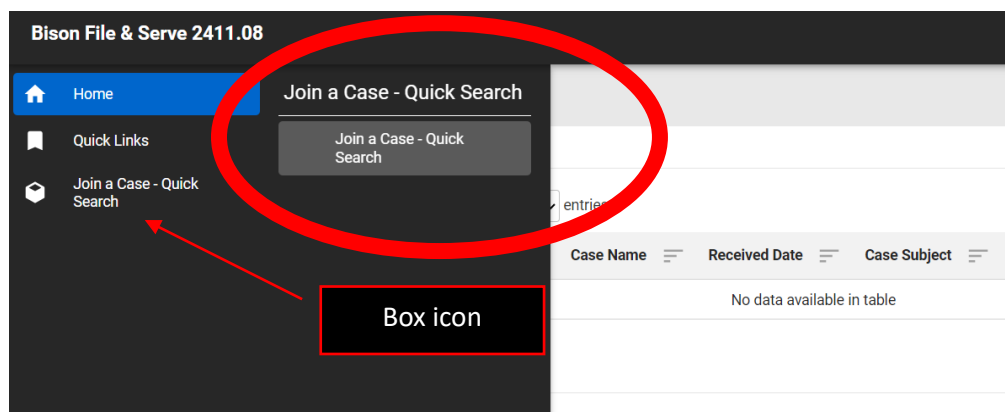 Bison File & Serve 2411.08
Home
Quick Links
Join a Case - Quick
Search
Join a Case - Quick Search
Join a Case - Quick
Search
entries
Case Name
Received Date
Case Subject
No data available in table
Box icon